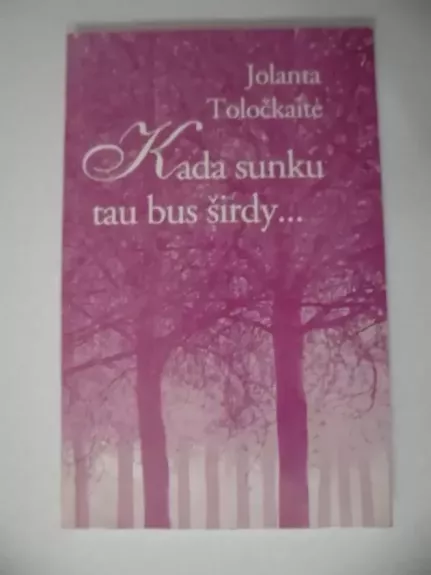 Jolanta
Toločkaitė
Kada sunku
tau bus širdy...